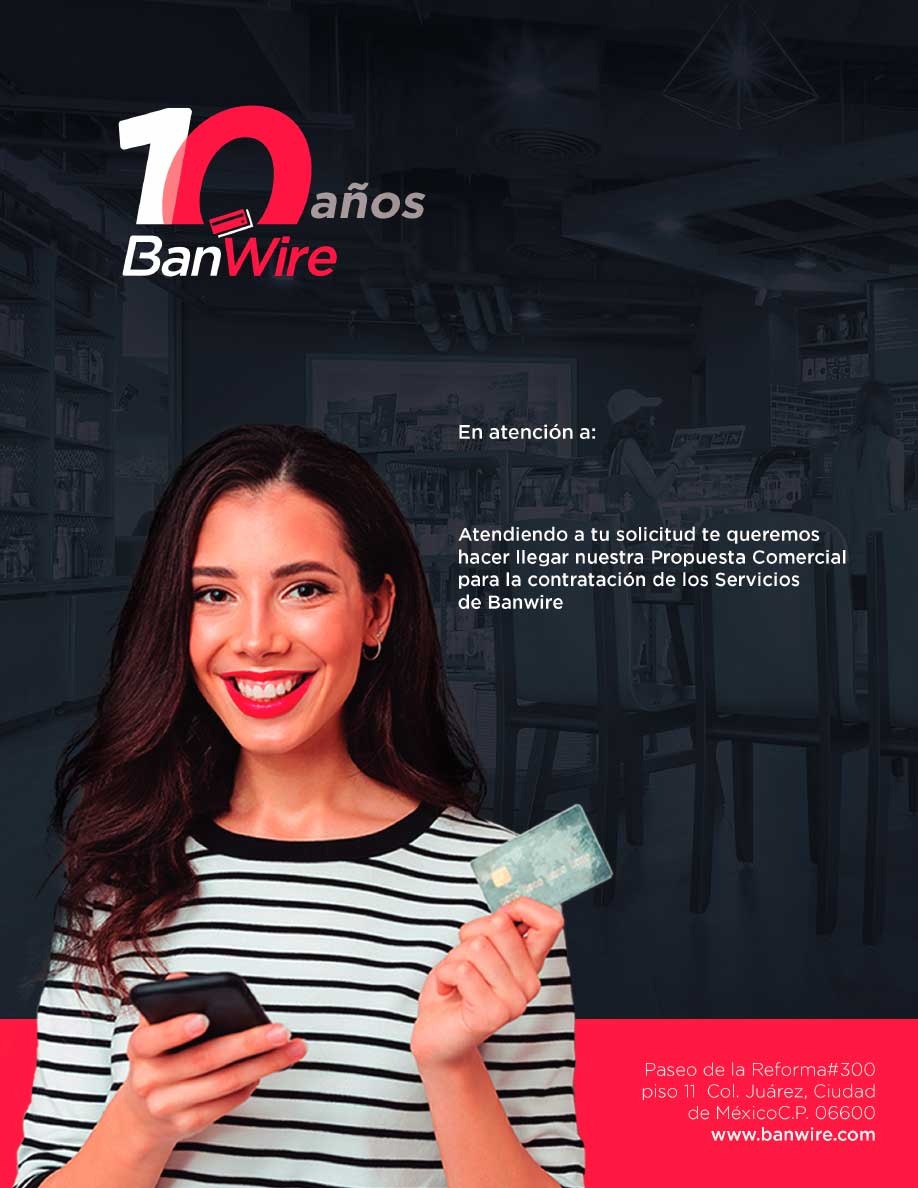 10 años
BanWire
En atención a:
Atendiendo a tu solicitud te queremos
hacer llegar nuestra Propuesta Comercial
para la contratación de los Servicios
de Banwire
Paseo de la Reforma#300
piso 11 Col. Juárez, Ciudad
de MéxicoC.P. 06600
www.banwire.com